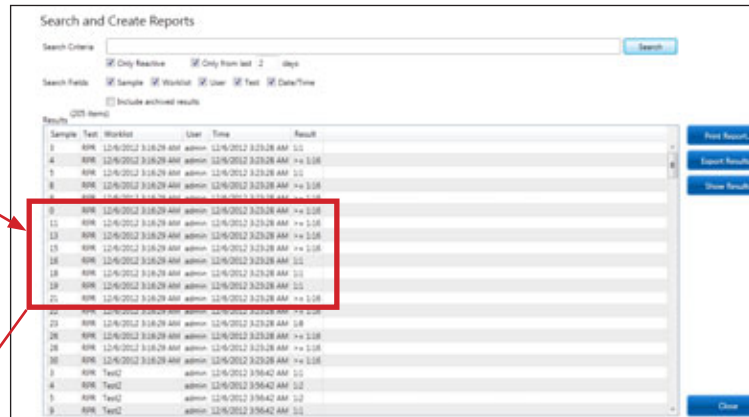 Search and Create Reports
Search Criteria Search
Only Reactive Only from last 2 days
Search Fields Sample Worklist User Test Date/Time
Include archived results
Results (205 items)
Sample Test Worklist User Time Result
3 RPR 12/6/2012 3:16:29 AM admin 12/6/2012 3:23:28 AM 1:1
4 RPR 12/6/2012 3:16:29 AM admin 12/6/2012 3:23:28 AM >= 1:16
5 RPR 12/6/2012 3:16:29 AM admin 12/6/2012 3:23:28 AM 1:1
8 RPR 12/6/2012 3:16:29 AM admin 12/6/2012 3:23:28 AM >= 1:16
RPR 12/6/2012 3:16:29 AM admin 12/6/2012 3:23:28 AM >= 1:16
11 RPR 12/6/2012 3:16:29 AM admin 12/6/2012 3:23:28 AM
13 RPR 12/6/2012 3:16:29 AM admin 12/6/2012 3:23:28 AM >= 1:16
15 RPR 12/6/2012 3:16:29 AM admin 12/6/2012 3:23:28 AM >= 1:16
16 RPR 12/6/2012 3:16:29 AM admin 12/6/2012 3:23:28 AM 1:1
18 RPR 12/6/2012 3:16:29 AM admin 12/6/2012 3:23:28 AM 1:1
19 RPR 12/6/2012 3:16:29 AM admin 12/6/2012 3:23:28 AM 1:1
21 RPR 12/6/2012 3:16:29 AM admin 12/6/2012 3:23:28 AM >= 1:16
23 RPR 12/6/2012 3:16:29 AM admin 12/6/2012 3:23:28 AM 1:8
26 RPR 12/6/2012 3:16:29 AM admin 12/6/2012 3:23:28 AM >= 1:16
28 RPR 12/6/2012 3:16:29 AM admin 12/6/2012 3:23:28 AM >= 1:16
30 RPR 12/6/2012 3:16:29 AM admin 12/6/2012 3:23:28 AM >= 1:16
3 RPR Test2 admin 12/6/2012 3:56:42 AM 1:1
4 RPR Test2 admin 12/6/2012 3:56:42 AM 1:2
5 RPR Test2 admin 12/6/2012 3:56:42 AM 1:2
9 RPR Test2 admin 12/6/2012 3:56:42 AM 1:1
Print Report
Export Results
Show Result
Close